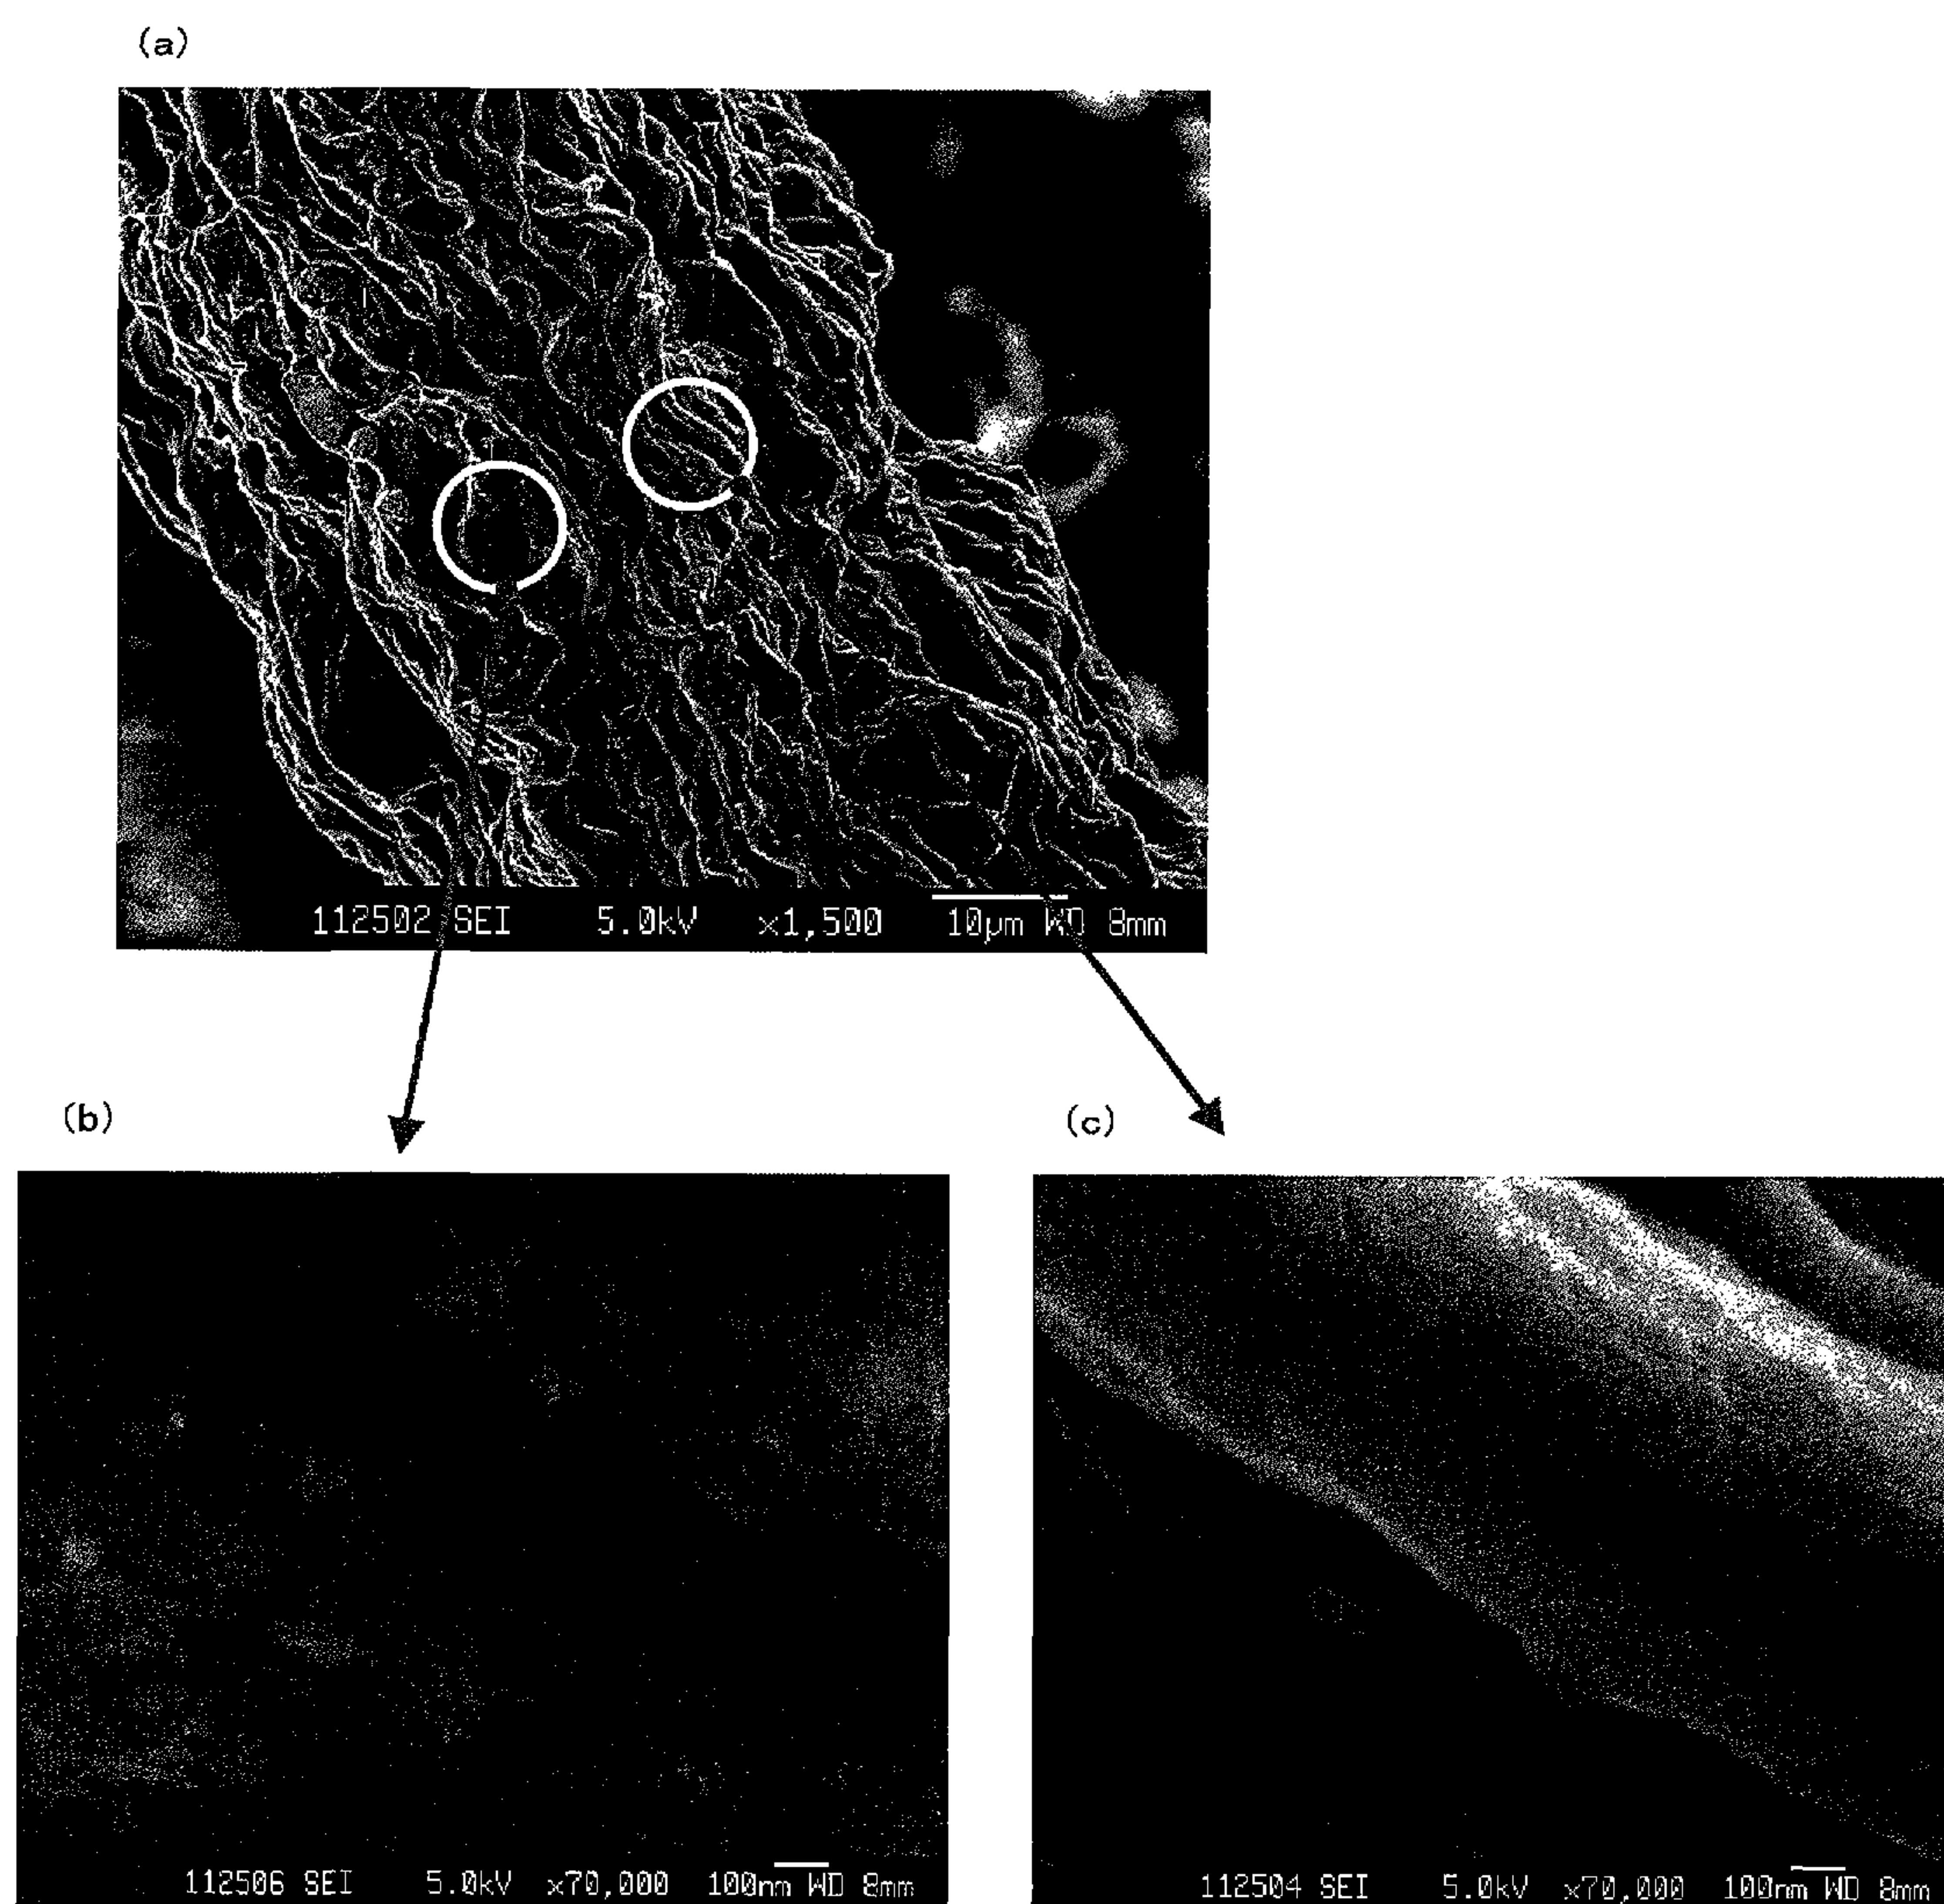 (a)
112502 SEI 5.0kV ×1,500 10μm WD 8mm
(b)
(c)
112506 SEI 5.0kV ×70,000 100nm WD 8mm
112504 SEI 5.0kV ×70,000 100nm WD 8mm